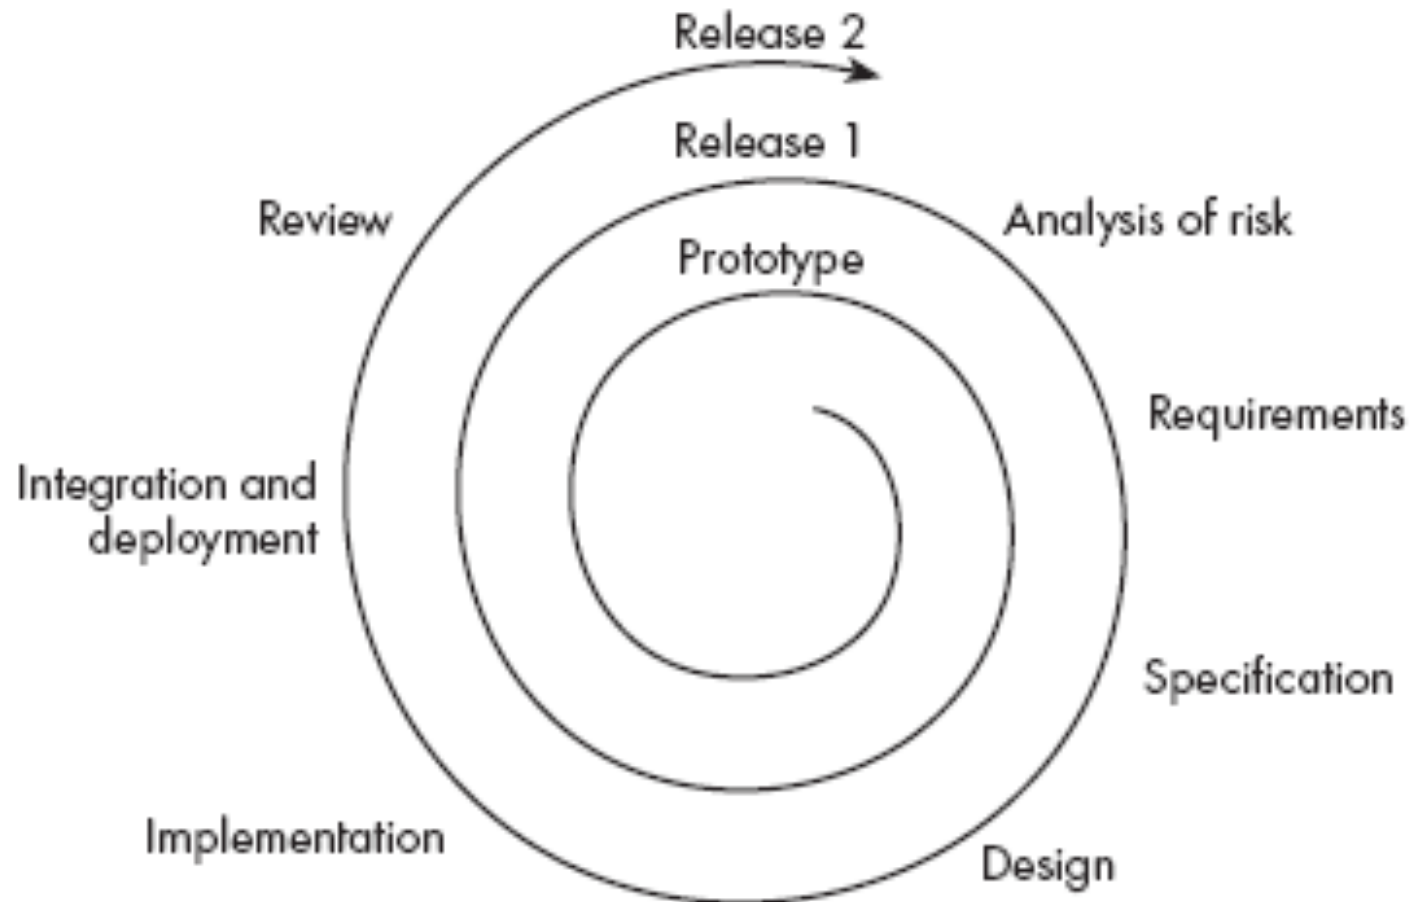 Release 2
Release 1
Review
Analysis of risk
Prototype
Requirements
Integration and
deployment
Specification
Implementation
Design